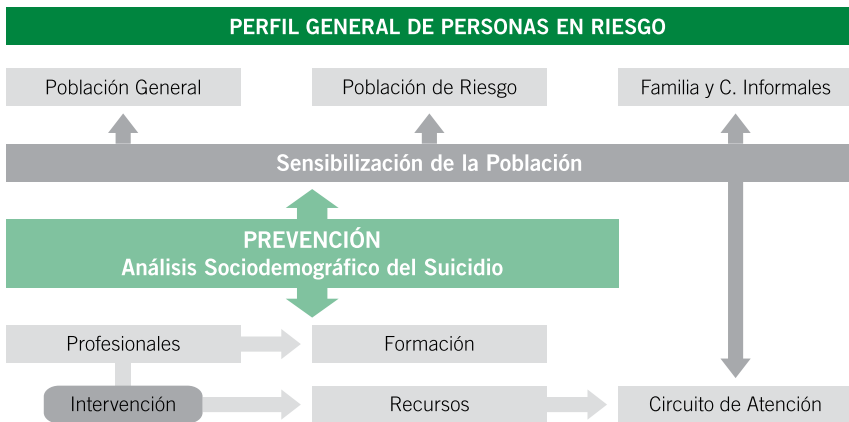 PERFIL GENERAL DE PERSONAS EN RIESGO
Población General
Población de Riesgo
Familia y C. Informales
Sensibilización de la Población
PREVENCIÓN
Análisis Sociodemográfico del Suicidio
Profesionales
Formación
Intervención
Recursos
Circuito de Atención